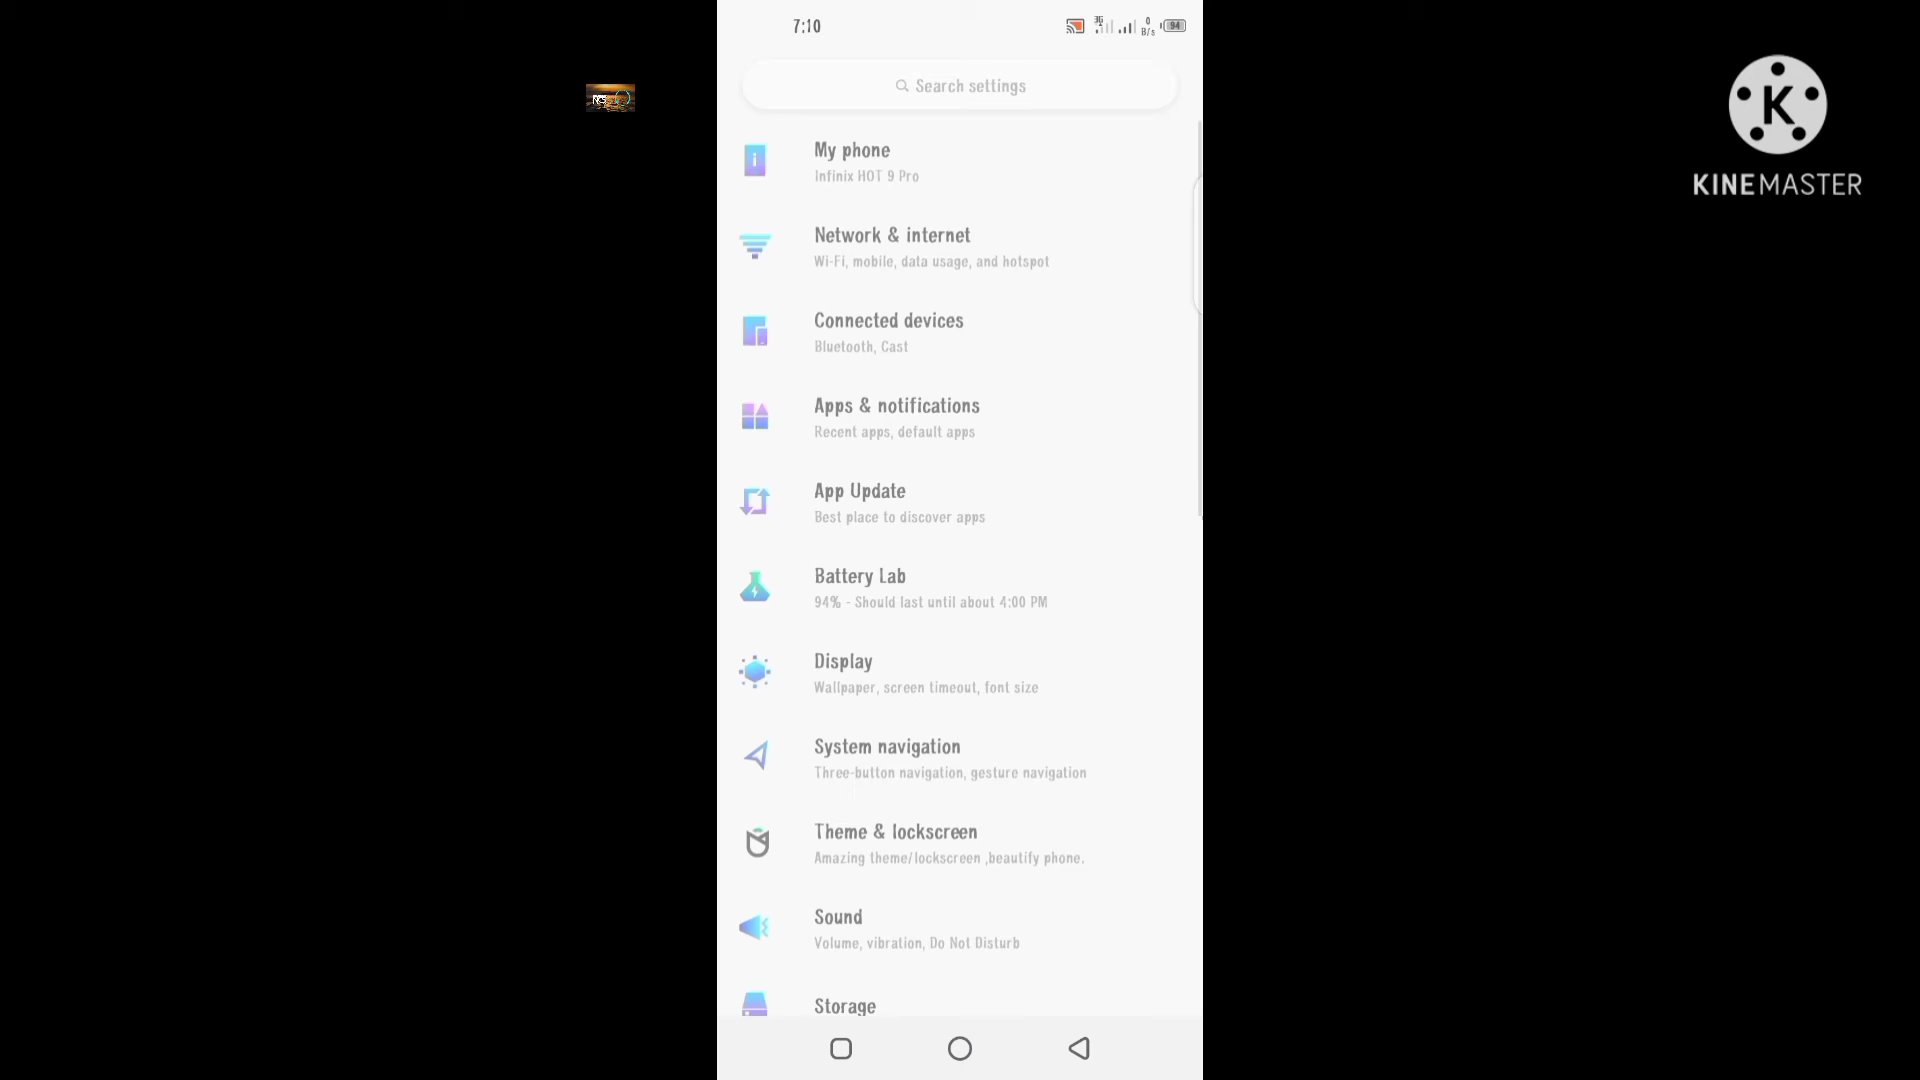 7:10
3G
0
B/s
94
KINEMASTER
Search settings
My phone
Infinix HOT 9 Pro
Network & internet
Wi-Fi, mobile, data usage, and hotspot
Connected devices
Bluetooth, Cast
Apps & notifications
Recent apps, default apps
App Update
Best place to discover apps
Battery Lab
94% - Should last until about 4:00 PM
Display
Wallpaper, screen timeout, font size
System navigation
Three-button navigation, gesture navigation
Theme & lockscreen
Amazing theme/lockscreen ,beautify phone.
Sound
Volume, vibration, Do Not Disturb
Storage